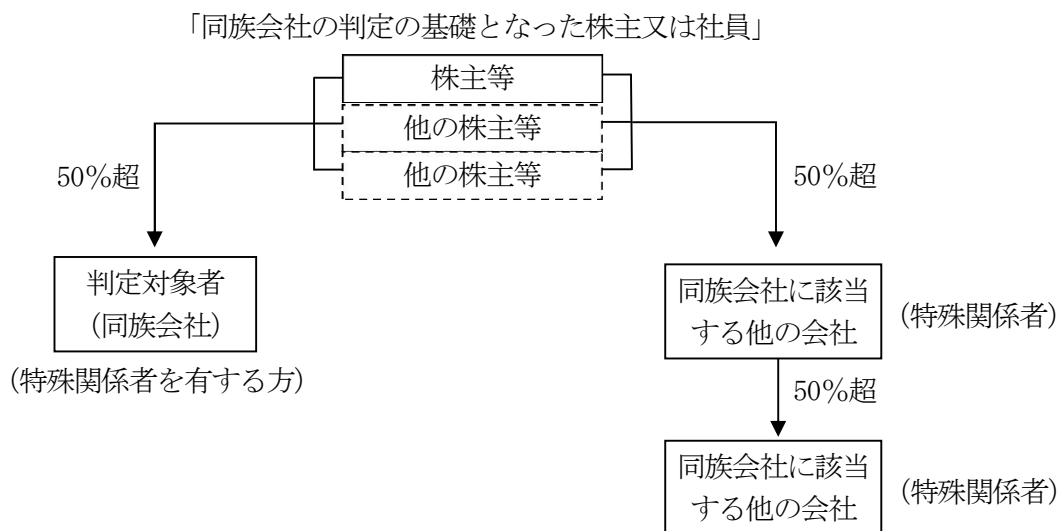 「同族会社の判定の基礎となった株主又は社員」
株主等
他の株主等
他の株主等
50%超
50%超
判定対象者
(同族会社)
(特殊関係者を有する方)
同族会社に該当
する他の会社
(特殊関係者)
50%超
同族会社に該当
する他の会社
(特殊関係者)